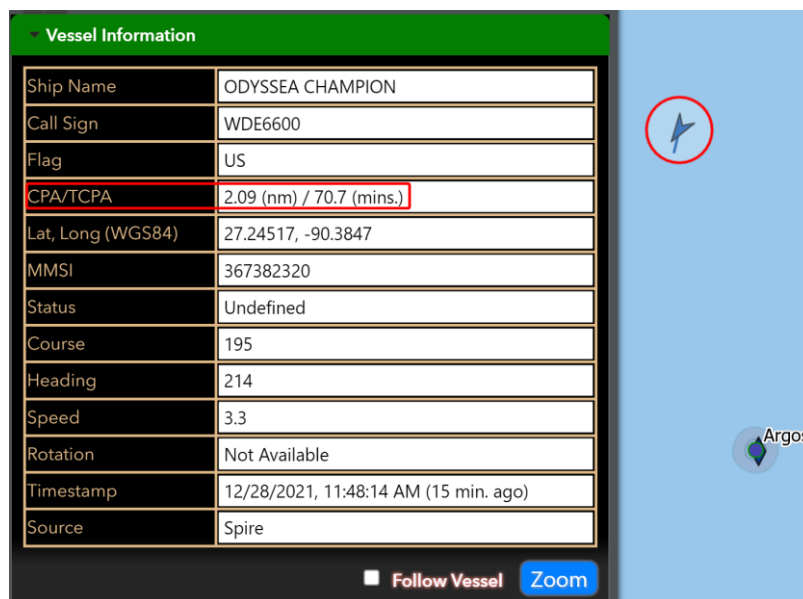 Vessel Information
Ship Name ODYSSEA CHAMPION
Call Sign WDE6600
Flag US
CPA/TCPA 2.09 (nm) / 70.7 (mins.)
Lat, Long (WGS84) 27.24517, -90.3847
MMSI 367382320
Status Undefined
Course 195
Heading 214
Speed 3.3
Rotation Not Available
Timestamp 12/28/2021, 11:48:14 AM (15 min. ago)
Source Spire
Follow Vessel Zoom
Argos